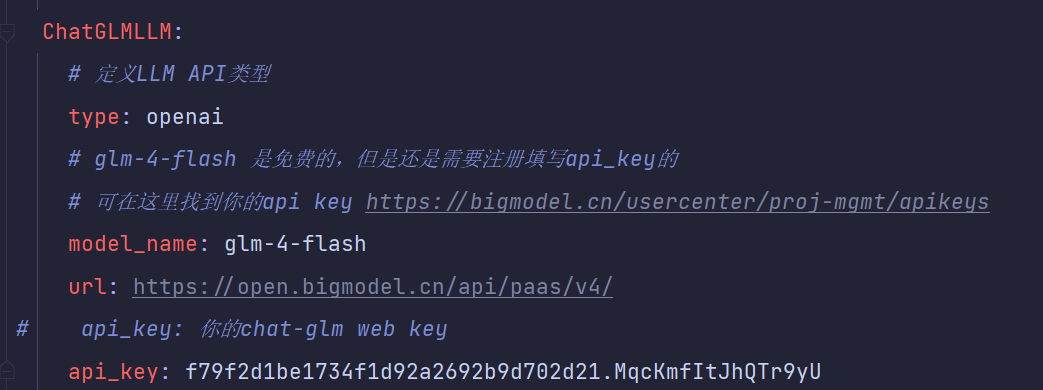 ChatGLMLLM:
# 定义LLM API类型
type: openai
# glm-4-flash 是免费的，但是还是需要注册填写api_key的
# 可在这里找到你的api key https://bigmodel.cn/usercenter/proj-mgmt/apikeys
model_name: glm-4-flash
url: https://open.bigmodel.cn/api/paas/v4/
# api_key: 你的chat-glm web key
api_key: f79f2d1be1734f1d92a2692b9d702d21.MqcKmfItJhQTr9yU